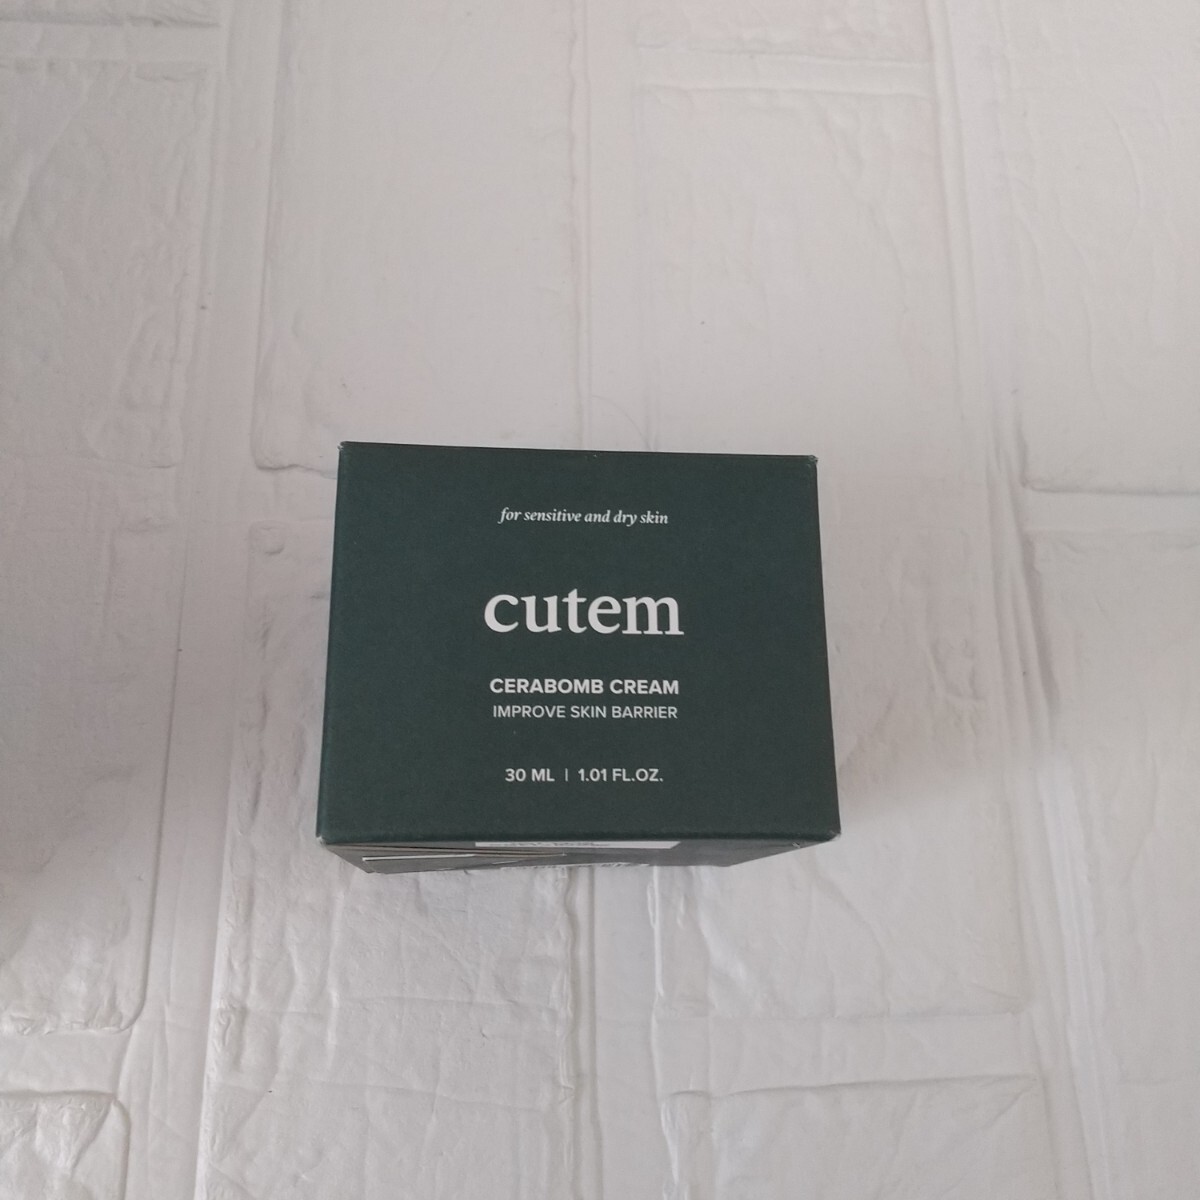 for sensitive and dry skin
cutem
CERABOMB CREAM
IMPROVE SKIN BARRIER
30 ML | 1.01 FL.OZ.